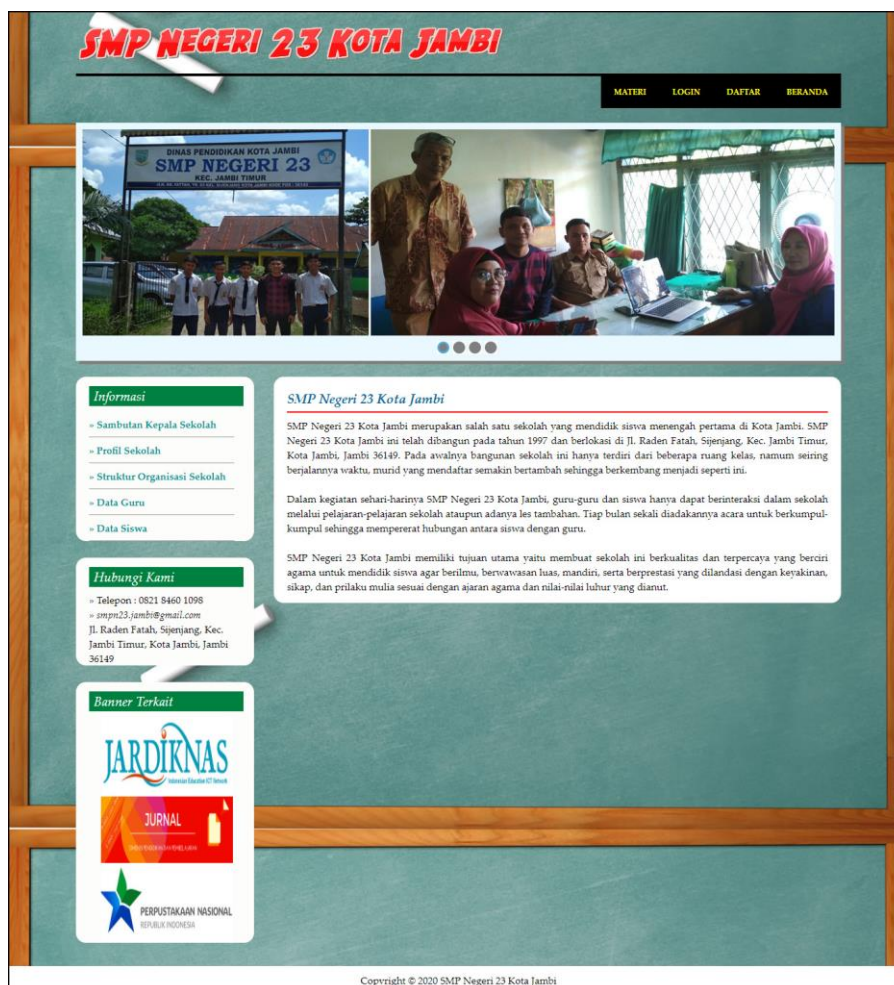 SMP NEGERI 23 KOTA JAMBI
MATERI LOGIN DAFTAR BERANDA
DINAS PENDIDIKAN KOTA JAMBI
SMP NEGERI 23
KEC. JAMBI TIMUR
Informasi
» Sambutan Kepala Sekolah
» Profil Sekolah
» Struktur Organisasi Sekolah
» Data Guru
» Data Siswa
Hubungi Kami
» Telepon : 0821 8460 1098
» smpn23.jambi@gmail.com
Jl. Raden Fatah, Sijenjang, Kec.
Jambi Timur, Kota Jambi, Jambi
36149
Banner Terkait
JARDIKNAS
Indonesian Education ICT Network
JURNAL
PERPUSTAKAAN NASIONAL
REPUBLIK INDONESIA
SMP Negeri 23 Kota Jambi
SMP Negeri 23 Kota Jambi merupakan salah satu sekolah yang mendidik siswa menengah pertama di Kota Jambi. SMP
Negeri 23 Kota Jambi ini telah dibangun pada tahun 1997 dan berlokasi di Jl. Raden Fatah, Sijenjang, Kec. Jambi Timur,
Kota Jambi, Jambi 36149. Pada awalnya bangunan sekolah ini hanya terdiri dari beberapa ruang kelas, namum seiring
berjalannya waktu, murid yang mendaftar semakin bertambah sehingga berkembang menjadi seperti ini.
Dalam kegiatan sehari-harinya SMP Negeri 23 Kota Jambi, guru-guru dan siswa hanya dapat berinteraksi dalam sekolah
melalui pelajaran-pelajaran sekolah ataupun adanya les tambahan. Tiap bulan sekali diadakannya acara untuk berkumpul-
kumpul sehingga mempererat hubungan antara siswa dengan guru.
SMP Negeri 23 Kota Jambi memiliki tujuan utama yaitu membuat sekolah ini berkualitas dan terpercaya yang berciri
agama untuk mendidik siswa agar berilmu, berwawasan luas, mandiri, serta berprestasi yang dilandasi dengan keyakinan,
sikap, dan prilaku mulia sesuai dengan ajaran agama dan nilai-nilai luhur yang dianut.
Copyright © 2020 SMP Negeri 23 Kota Jambi